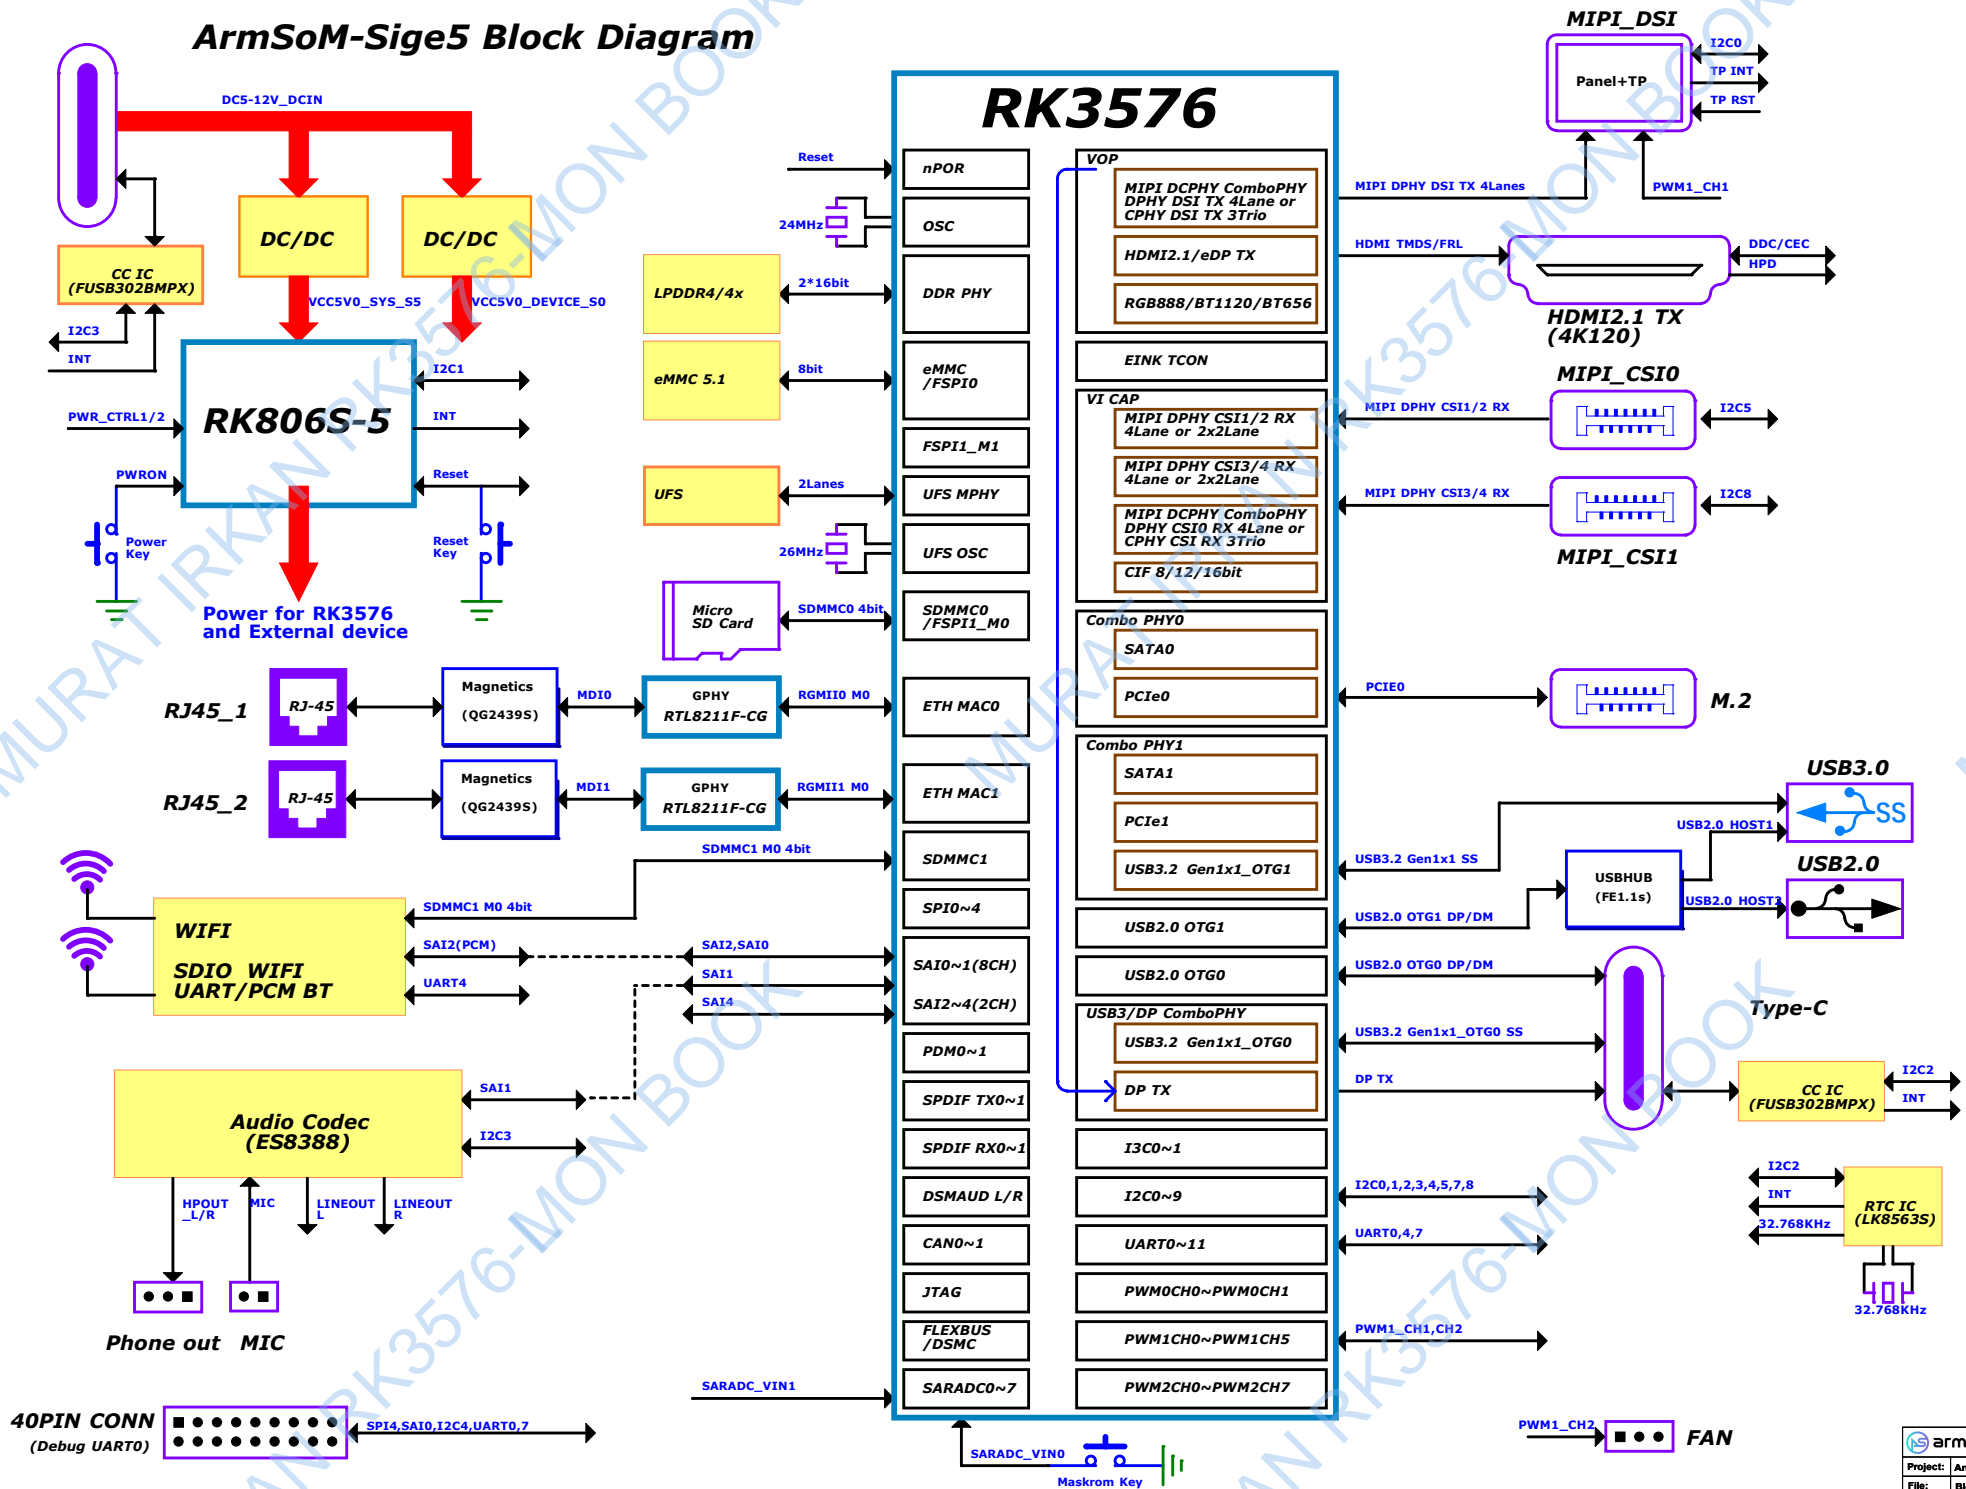 ArmSoM-Sige5 Block Diagram
DC5-12V_DCIN
DC/DC
DC/DC
CC IC
(FUSB302BMPX)
VCC5V0_SYS_S5
VCC5V0_DEVICE_S0
I2C3
INT
RK806S-5
I2C1
INT
PWR_CTRL1/2
PWRON
Reset
Power
Key
Reset
Key
Power for RK3576
and External device
RJ45_1
RJ-45
Magnetics
(QG2439S)
MDI0
GPHY
RTL8211F-CG
RGMII0 M0
RJ45_2
RJ-45
Magnetics
(QG2439S)
MDI1
GPHY
RTL8211F-CG
RGMII1 M0
SDMMC1 M0 4bit
WIFI
SDIO WIFI
UART/PCM BT
SDMMC1 M0 4bit
SAI2(PCM)
UART4
SAI2,SAI0
SAI1
SAI4
Audio Codec
(ES8388)
SAI1
I2C3
HPOUT
_L/R
MIC
LINEOUT
L
LINEOUT
R
Phone out
MIC
40PIN CONN
(Debug UART0)
SPI4,SAI0,I2C4,UART0,7
Reset
24MHz
LPDDR4/4x
2*16bit
eMMC 5.1
8bit
UFS
2Lanes
26MHz
Micro
SD Card
SDMMC0 4bit
SARADC_VIN1
SARADC_VIN0
Maskrom Key
RK3576
nPOR
OSC
DDR PHY
eMMC
/FSPI0
FSPI1_M1
UFS MPHY
UFS OSC
SDMMC0
/FSPI1_M0
ETH MAC0
ETH MAC1
SDMMC1
SPI0~4
SAI0~1(8CH)
SAI2~4(2CH)
PDM0~1
SPDIF TX0~1
SPDIF RX0~1
DSMAUD L/R
CAN0~1
JTAG
FLEXBUS
/DSMC
SARADC0~7
VOP
MIPI DCPHY ComboPHY
DPHY DSI TX 4Lane or
CPHY DSI TX 3Trio
HDMI2.1/eDP TX
RGB888/BT1120/BT656
EINK TCON
VI CAP
MIPI DPHY CSI1/2 RX
4Lane or 2x2Lane
MIPI DPHY CSI3/4 RX
4Lane or 2x2Lane
MIPI DCPHY ComboPHY
DPHY CSI0 RX 4Lane or
CPHY CSI RX 3Trio
CIF 8/12/16bit
Combo PHY0
SATA0
PCIe0
Combo PHY1
SATA1
PCIe1
USB3.2 Gen1x1_OTG1
USB2.0 OTG1
USB2.0 OTG0
USB3/DP ComboPHY
USB3.2 Gen1x1_OTG0
DP TX
I3C0~1
I2C0~9
UART0~11
PWM0CH0~PWM0CH1
PWM1CH0~PWM1CH5
PWM2CH0~PWM2CH7
MIPI_DSI
Panel+TP
I2C0
TP INT
TP RST
MIPI DPHY DSI TX 4Lanes
PWM1_CH1
HDMI TMDS/FRL
DDC/CEC
HPD
HDMI2.1 TX
(4K120)
MIPI_CSI0
MIPI DPHY CSI1/2 RX
I2C5
MIPI DPHY CSI3/4 RX
I2C8
MIPI_CSI1
PCIE0
M.2
USB3.0
SS
USB2.0 HOST1
USB3.2 Gen1x1 SS
USBHUB
(FE1.1s)
USB2.0
USB2.0 HOST2
USB2.0 OTG1 DP/DM
USB2.0 OTG0 DP/DM
Type-C
USB3.2 Gen1x1_OTG0 SS
DP TX
CC IC
(FUSB302BMPX)
I2C2
INT
I2C0,1,2,3,4,5,7,8
UART0,4,7
I2C2
INT
32.768KHz
RTC IC
(LK8563S)
32.768KHz
PWM1_CH1,CH2
PWM1_CH2
FAN
arm
Project:
File:
MURAT IRKAN RK3576-MON BOOK
MURAT IRKAN RK3576-MON BOOK